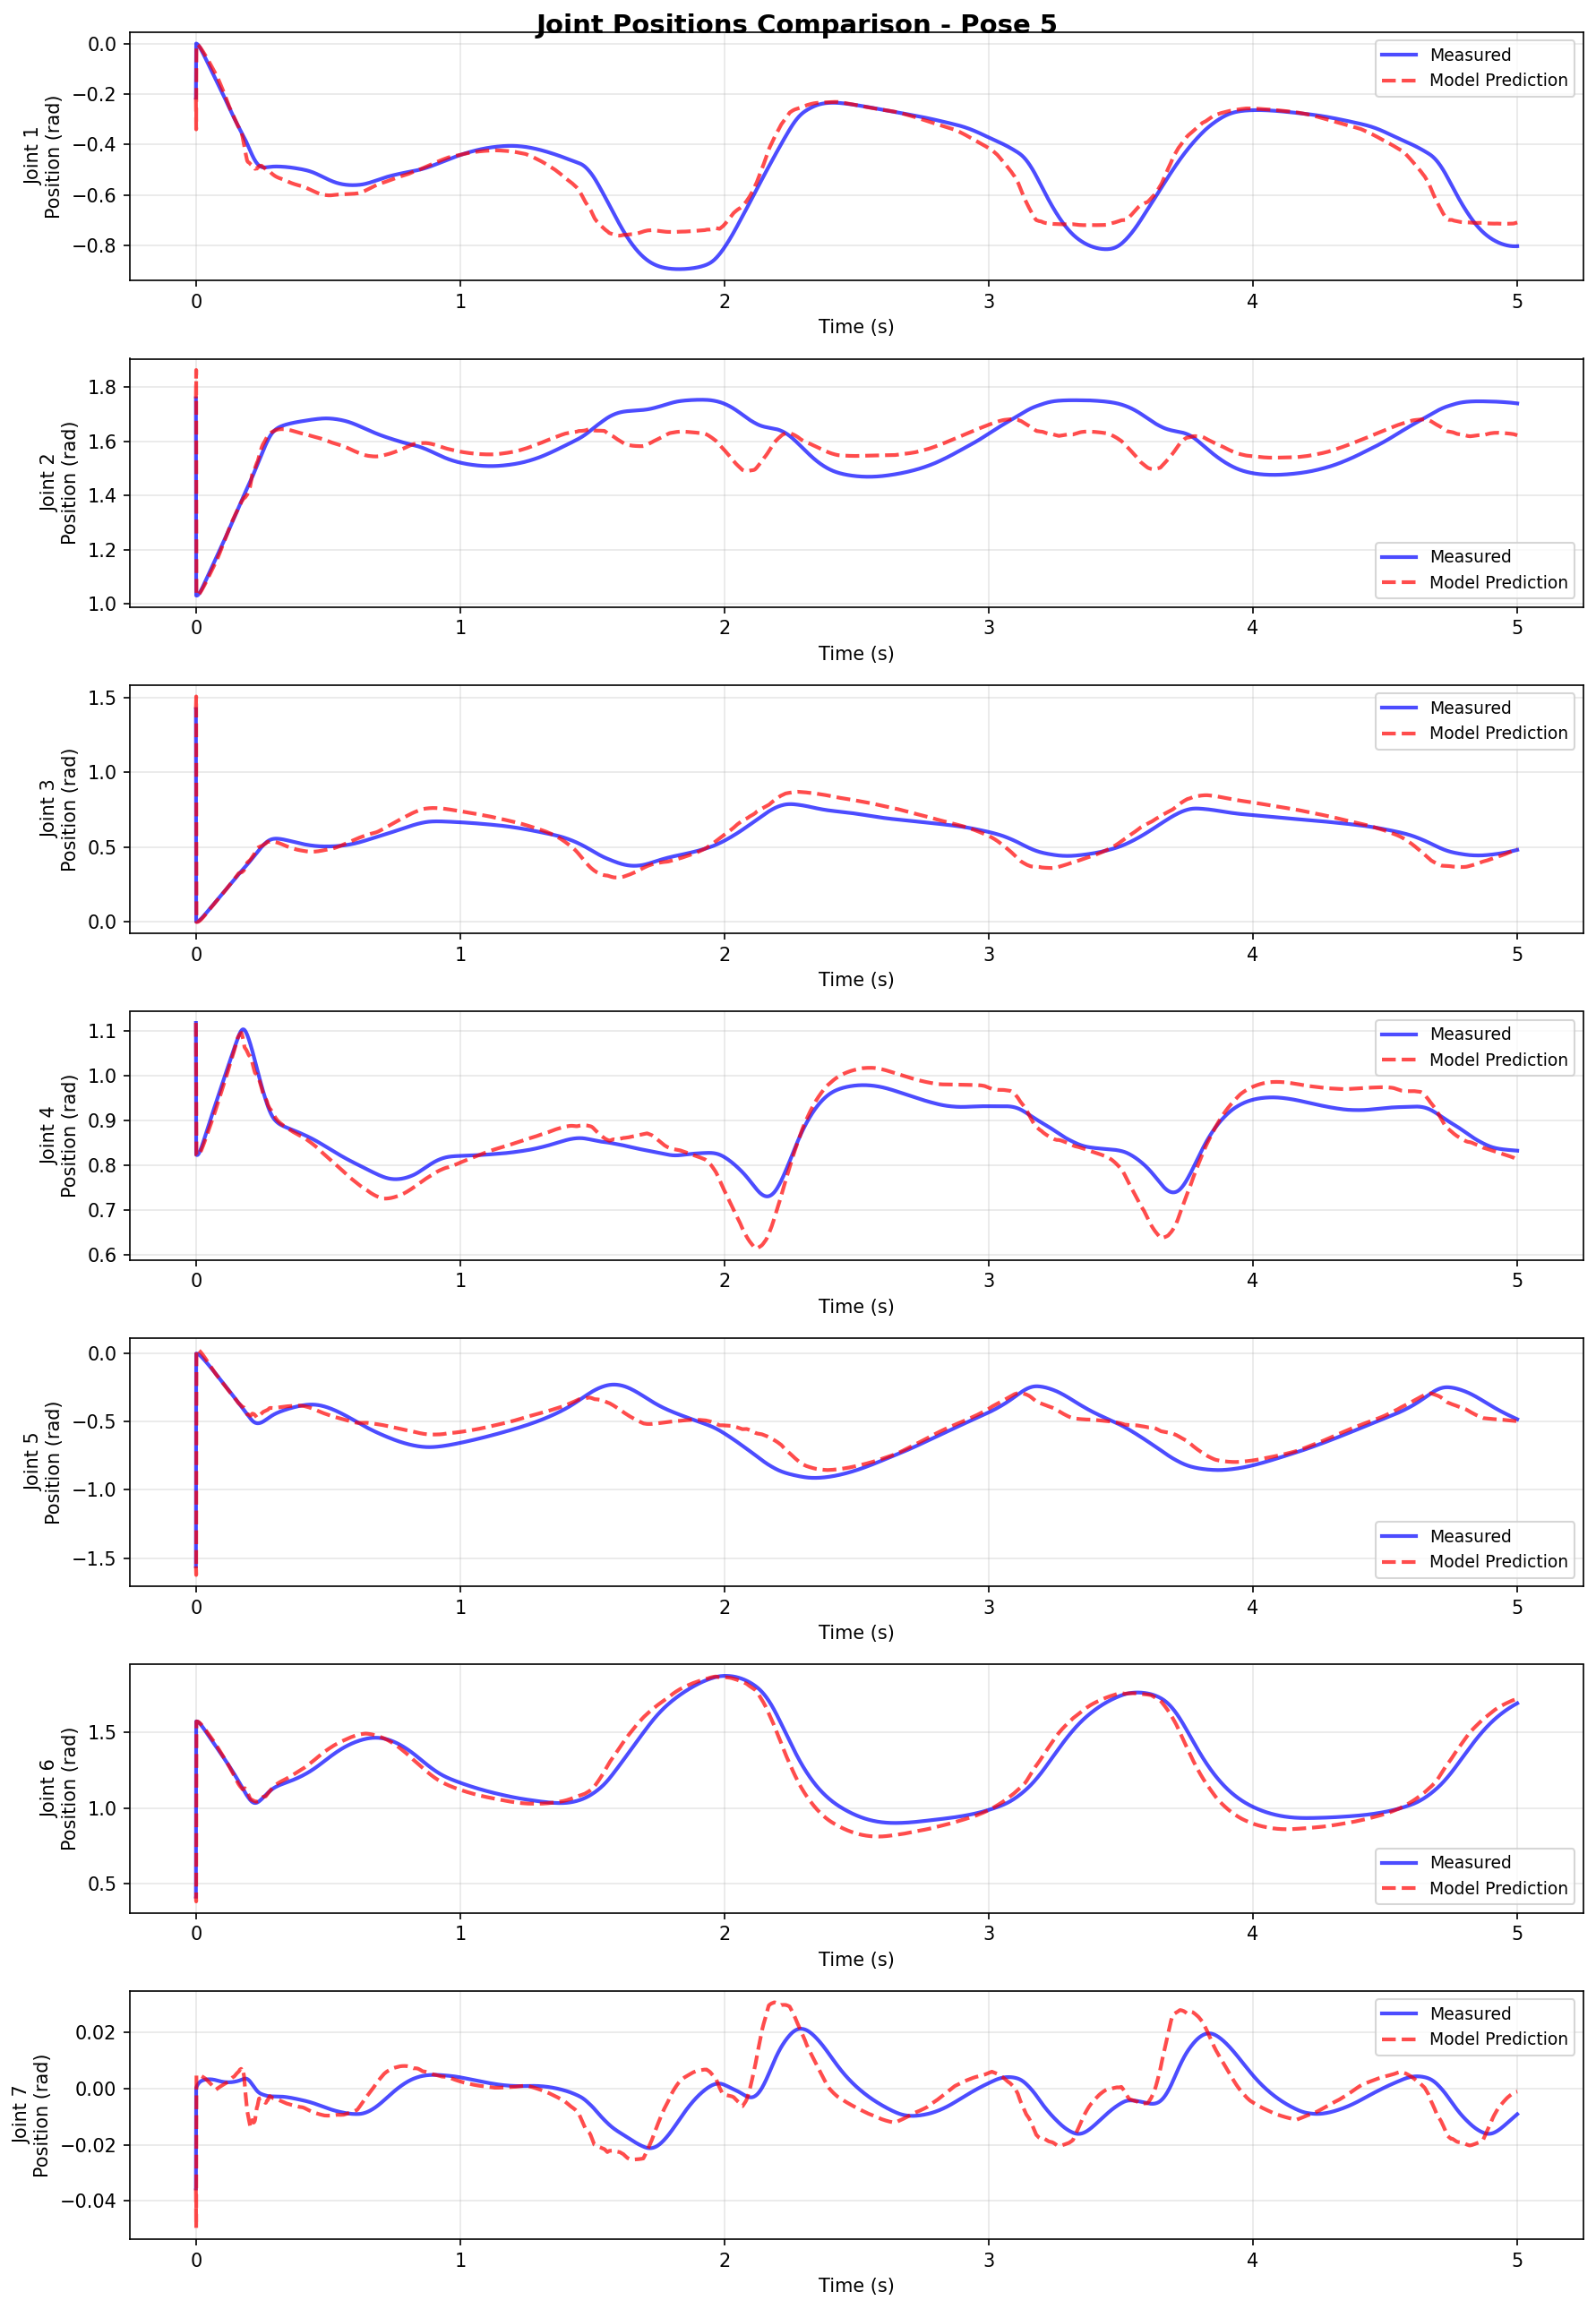 Joint Positions Comparison - Pose 5
Joint 1
Position (rad)
0.0
−0.2
−0.4
−0.6
−0.8
Measured
Model Prediction
0 1 2 3 4 5
Time (s)
Joint 2
Position (rad)
1.8
1.6
1.4
1.2
1.0
Measured
Model Prediction
0 1 2 3 4 5
Time (s)
Joint 3
Position (rad)
1.5
1.0
0.5
0.0
Measured
Model Prediction
0 1 2 3 4 5
Time (s)
Joint 4
Position (rad)
1.1
1.0
0.9
0.8
0.7
0.6
Measured
Model Prediction
0 1 2 3 4 5
Time (s)
Joint 5
Position (rad)
0.0
−0.5
−1.0
−1.5
Measured
Model Prediction
0 1 2 3 4 5
Time (s)
Joint 6
Position (rad)
1.5
1.0
0.5
Measured
Model Prediction
0 1 2 3 4 5
Time (s)
Joint 7
Position (rad)
0.02
0.00
−0.02
−0.04
Measured
Model Prediction
0 1 2 3 4 5
Time (s)